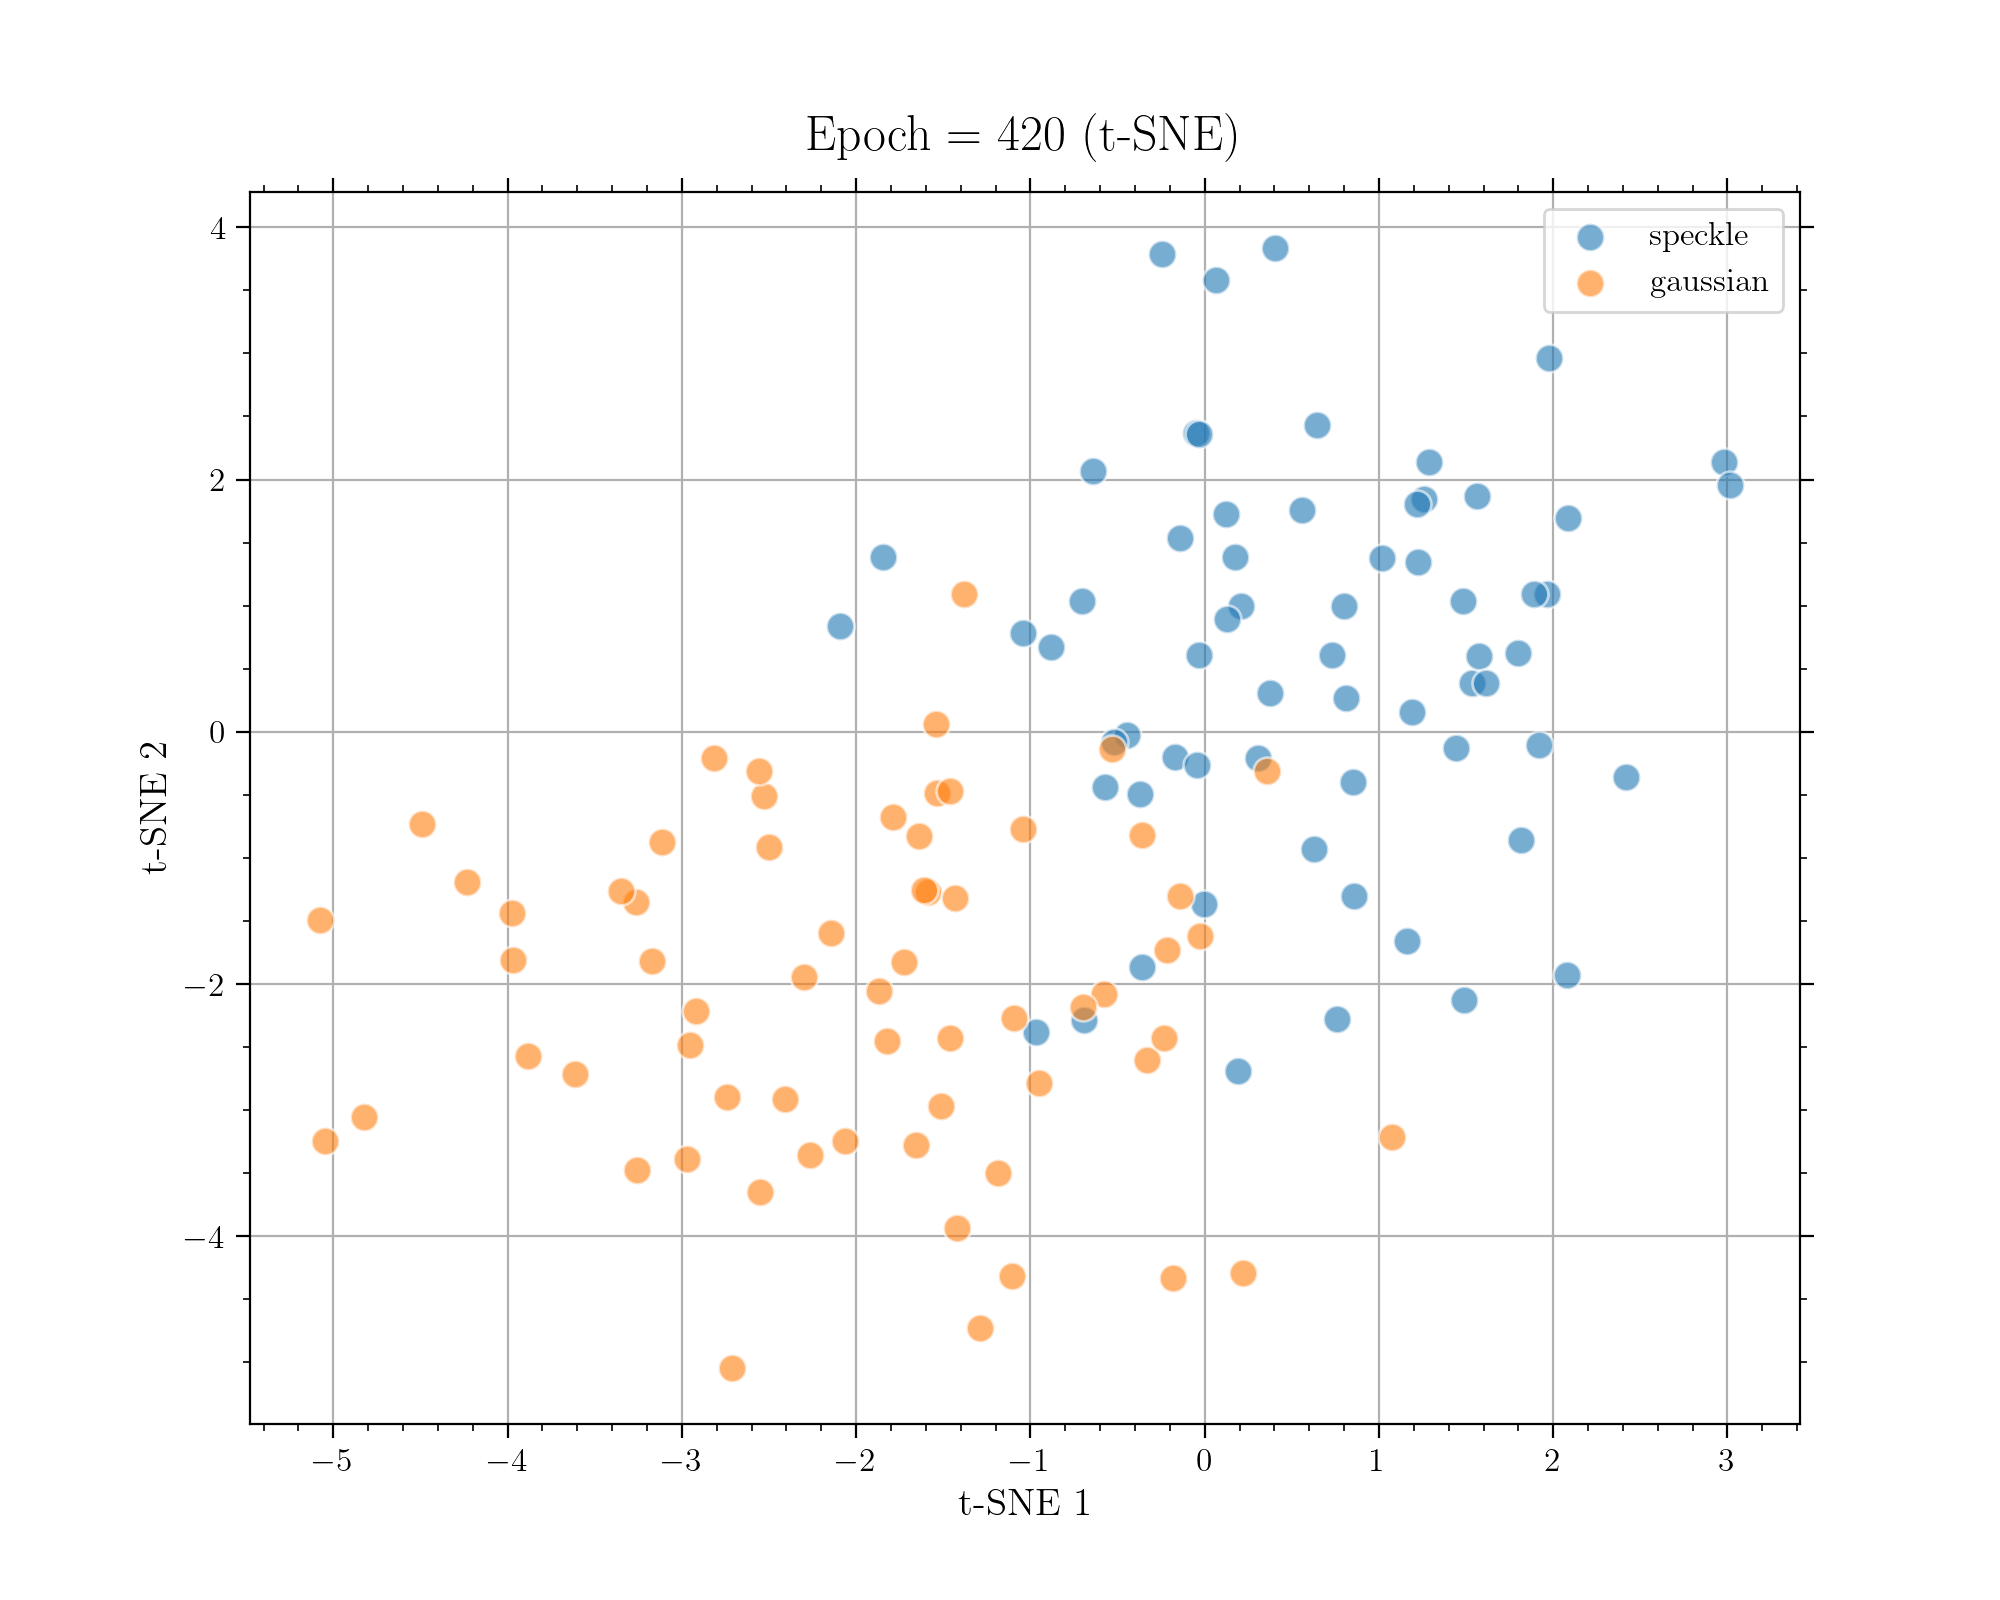 Epoch = 420 (t-SNE)
speckle
gaussian
4
2
0
−2
−4
t-SNE 2
−5 −4 −3 −2 −1 0 1 2 3
t-SNE 1